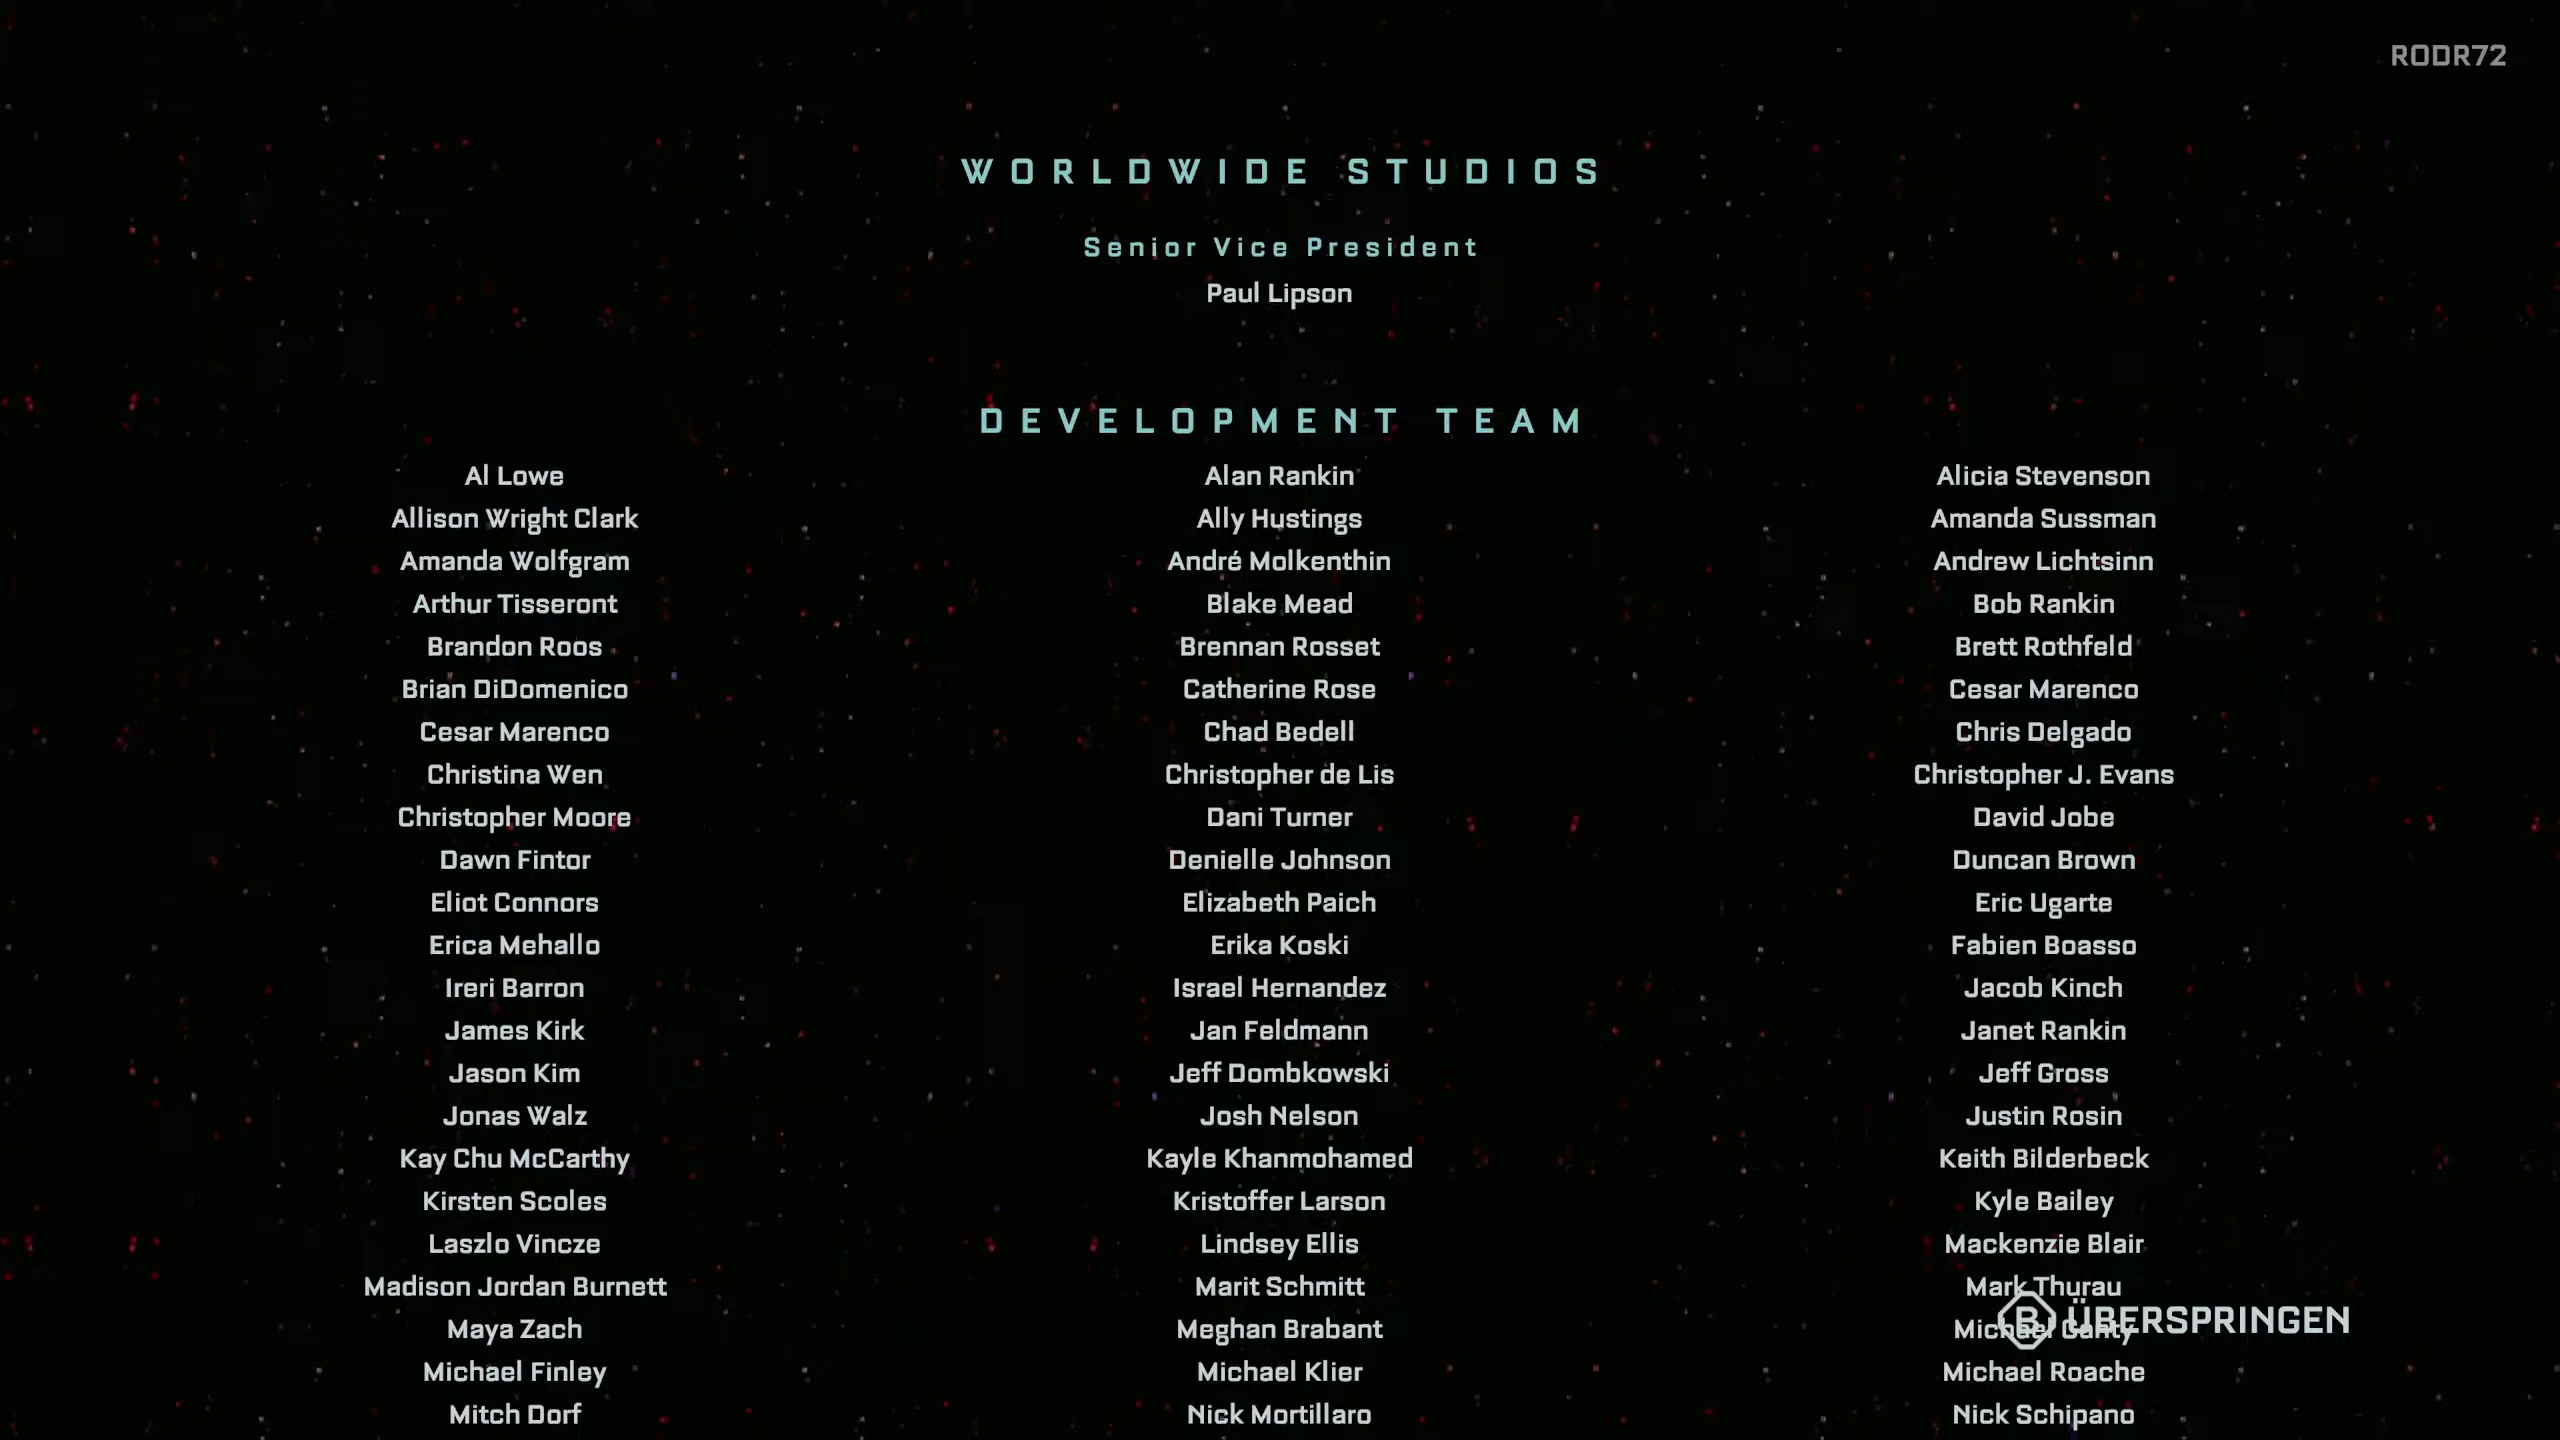 RODR72
WORLDWIDE STUDIOS
Senior Vice President
Paul Lipson
DEVELOPMENT TEAM
Al Lowe Alan Rankin Alicia Stevenson
Allison Wright Clark Ally Hustings Amanda Sussman
Amanda Wolfgram André Molkenthin Andrew Lichtsinn
Arthur Tisseront Blake Mead Bob Rankin
Brandon Roos Brennan Rosset Brett Rothfeld
Brian DiDomenico Catherine Rose Cesar Marenco
Cesar Marenco Chad Bedell Chris Delgado
Christina Wen Christopher de Lis Christopher J. Evans
Christopher Moore Dani Turner David Jobe
Dawn Fintor Denielle Johnson Duncan Brown
Eliot Connors Elizabeth Paich Eric Ugarte
Erica Mehallo Erika Koski Fabien Boasso
Ireri Barron Israel Hernandez Jacob Kinch
James Kirk Jan Feldmann Janet Rankin
Jason Kim Jeff Dombkowski Jeff Gross
Jonas Walz Josh Nelson Justin Rosin
Kay Chu McCarthy Kayle Khanmohamed Keith Bilderbeck
Kirsten Scoles Kristoffer Larson Kyle Bailey
Laszlo Vincze Lindsey Ellis Mackenzie Blair
Madison Jordan Burnett Marit Schmitt Mark Thurau
Maya Zach Meghan Brabant Michael
B ÜBERSPRINGEN
Michael Finley Michael Klier Michael Roache
Mitch Dorf Nick Mortillaro Nick Schipano